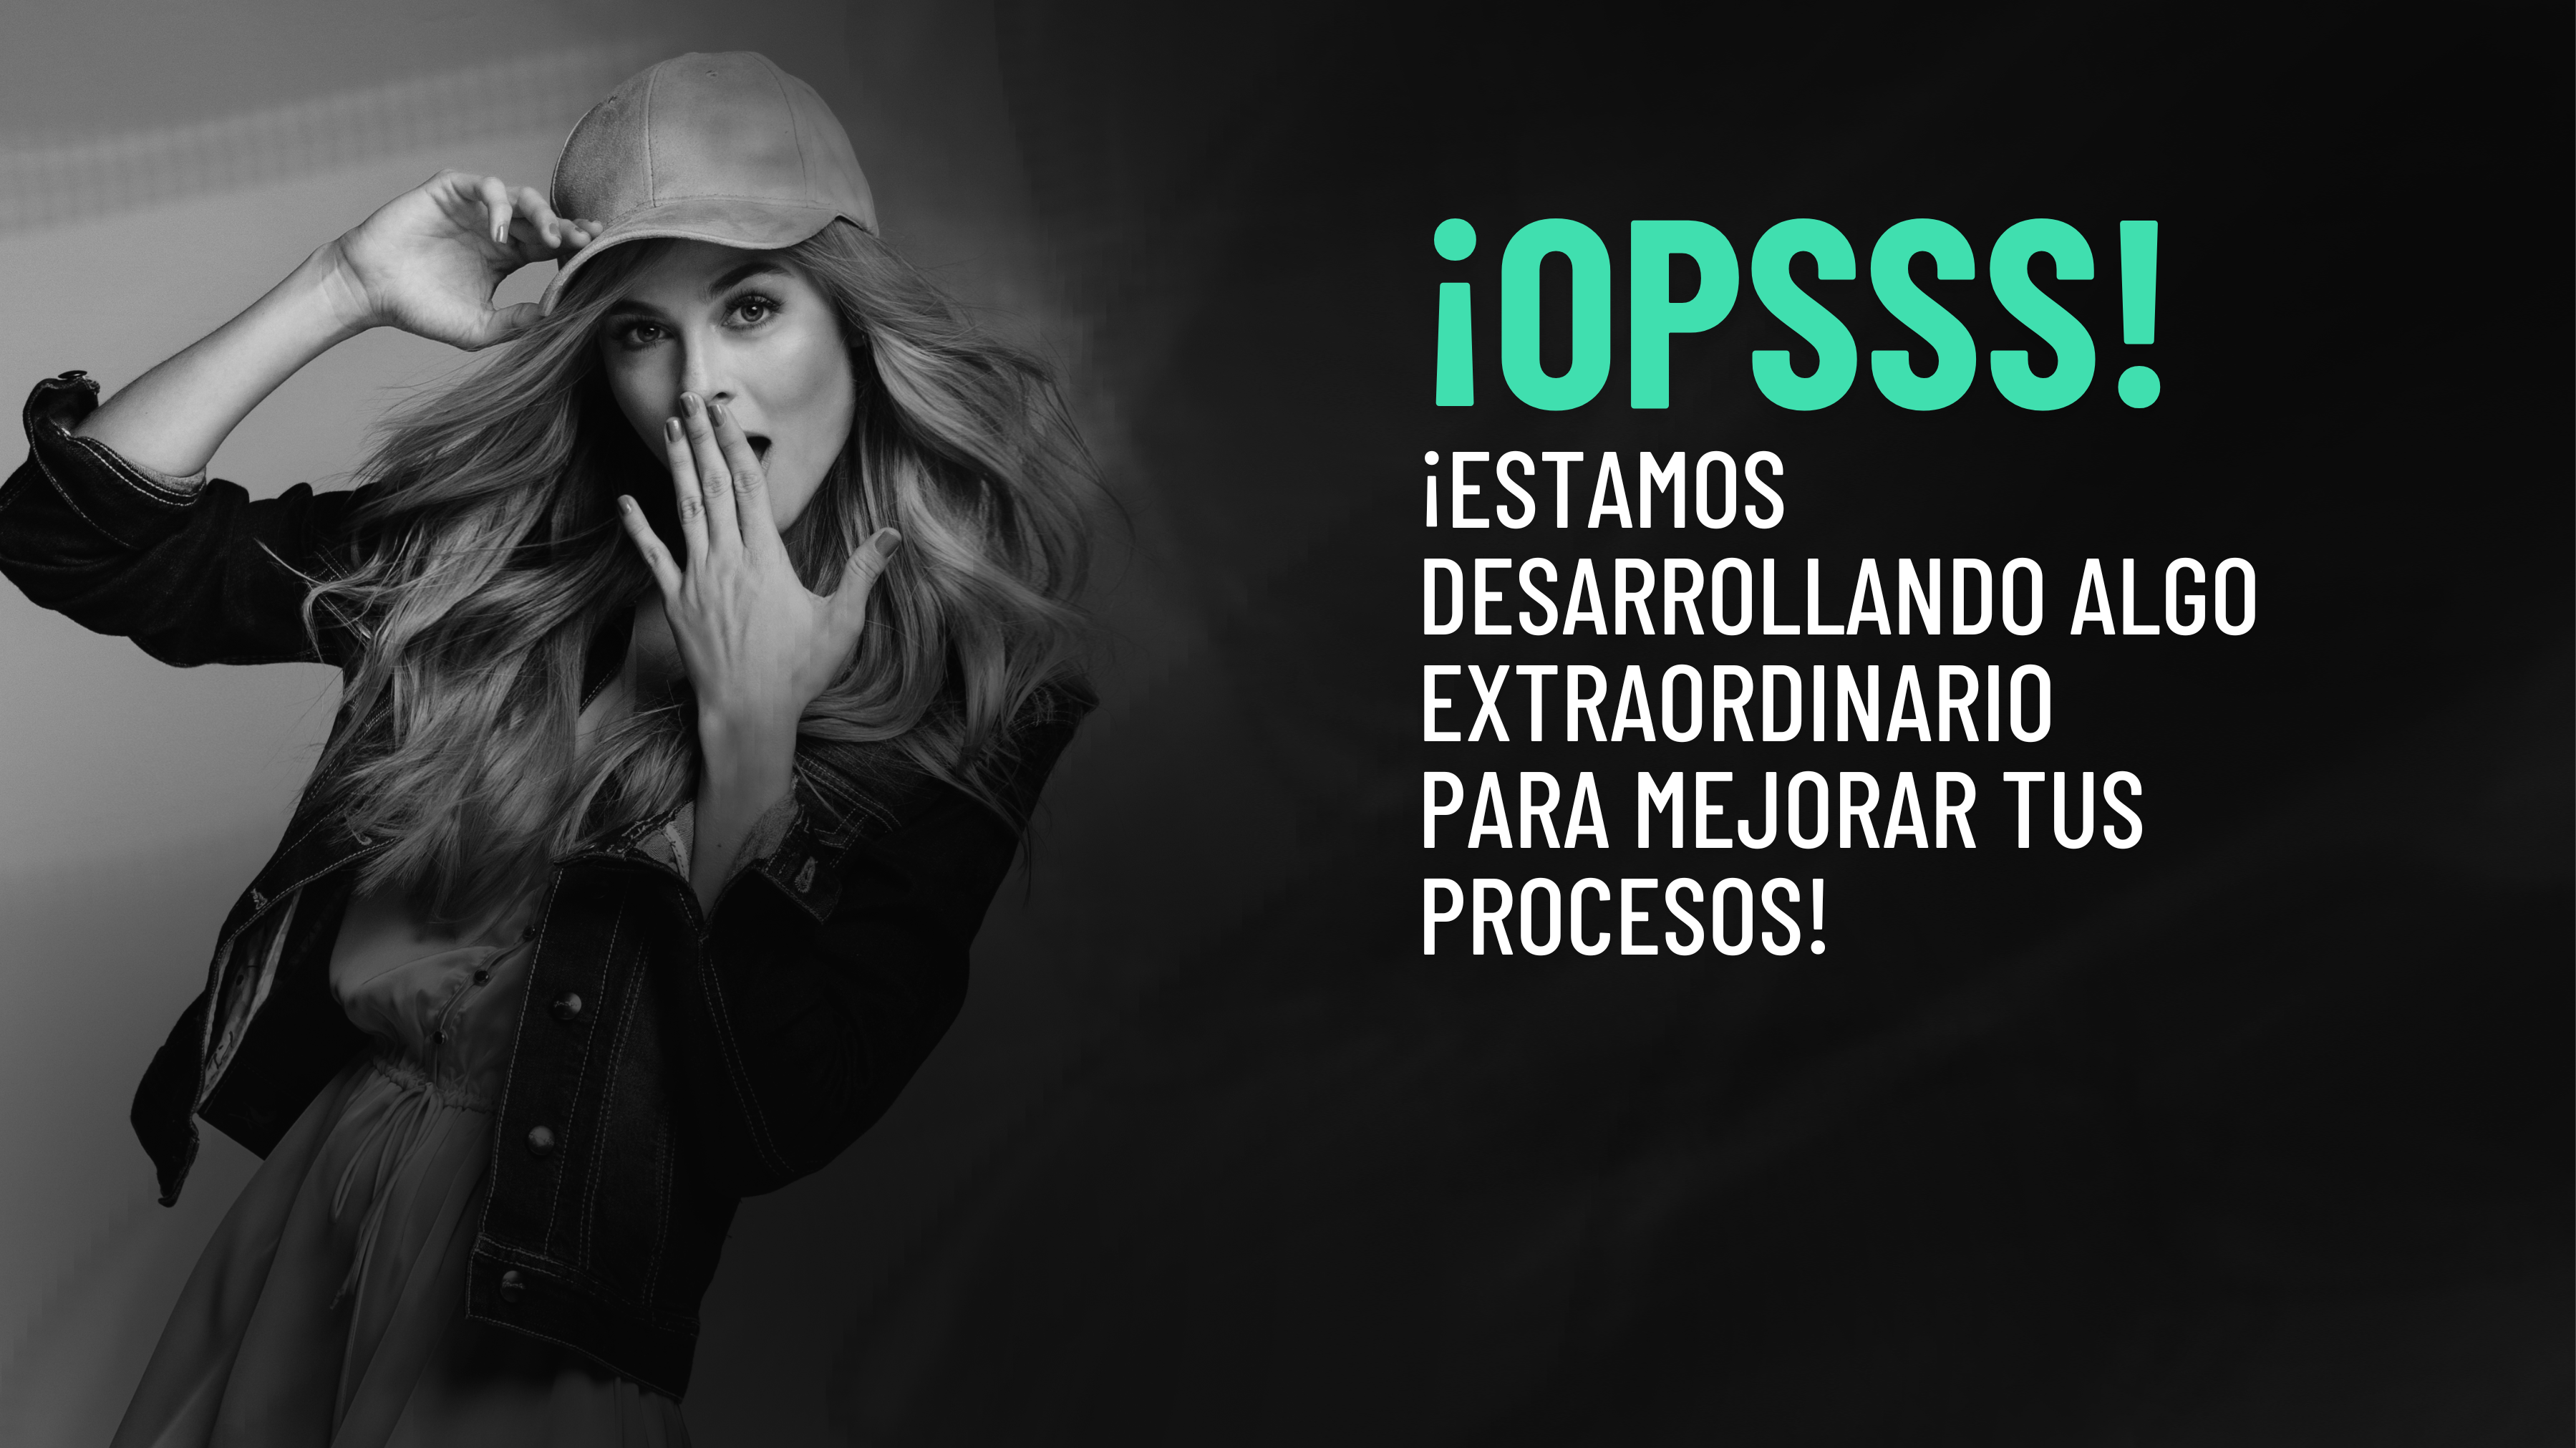 ¡OPSSS!
¡ESTAMOS
DESARROLLANDO ALGO
EXTRAORDINARIO
PARA MEJORAR TUS
PROCESOS!